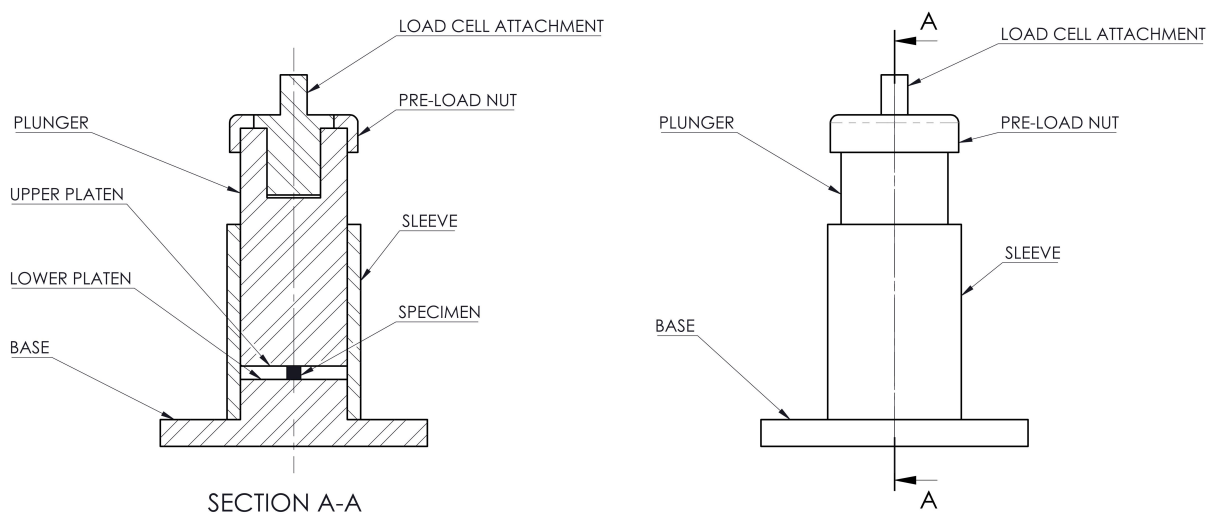 LOAD CELL ATTACHMENT
PRE-LOAD NUT
PLUNGER
UPPER PLATEN
SLEEVE
LOWER PLATEN
SPECIMEN
BASE
SECTION A-A
A
LOAD CELL ATTACHMENT
PLUNGER
PRE-LOAD NUT
SLEEVE
BASE
A